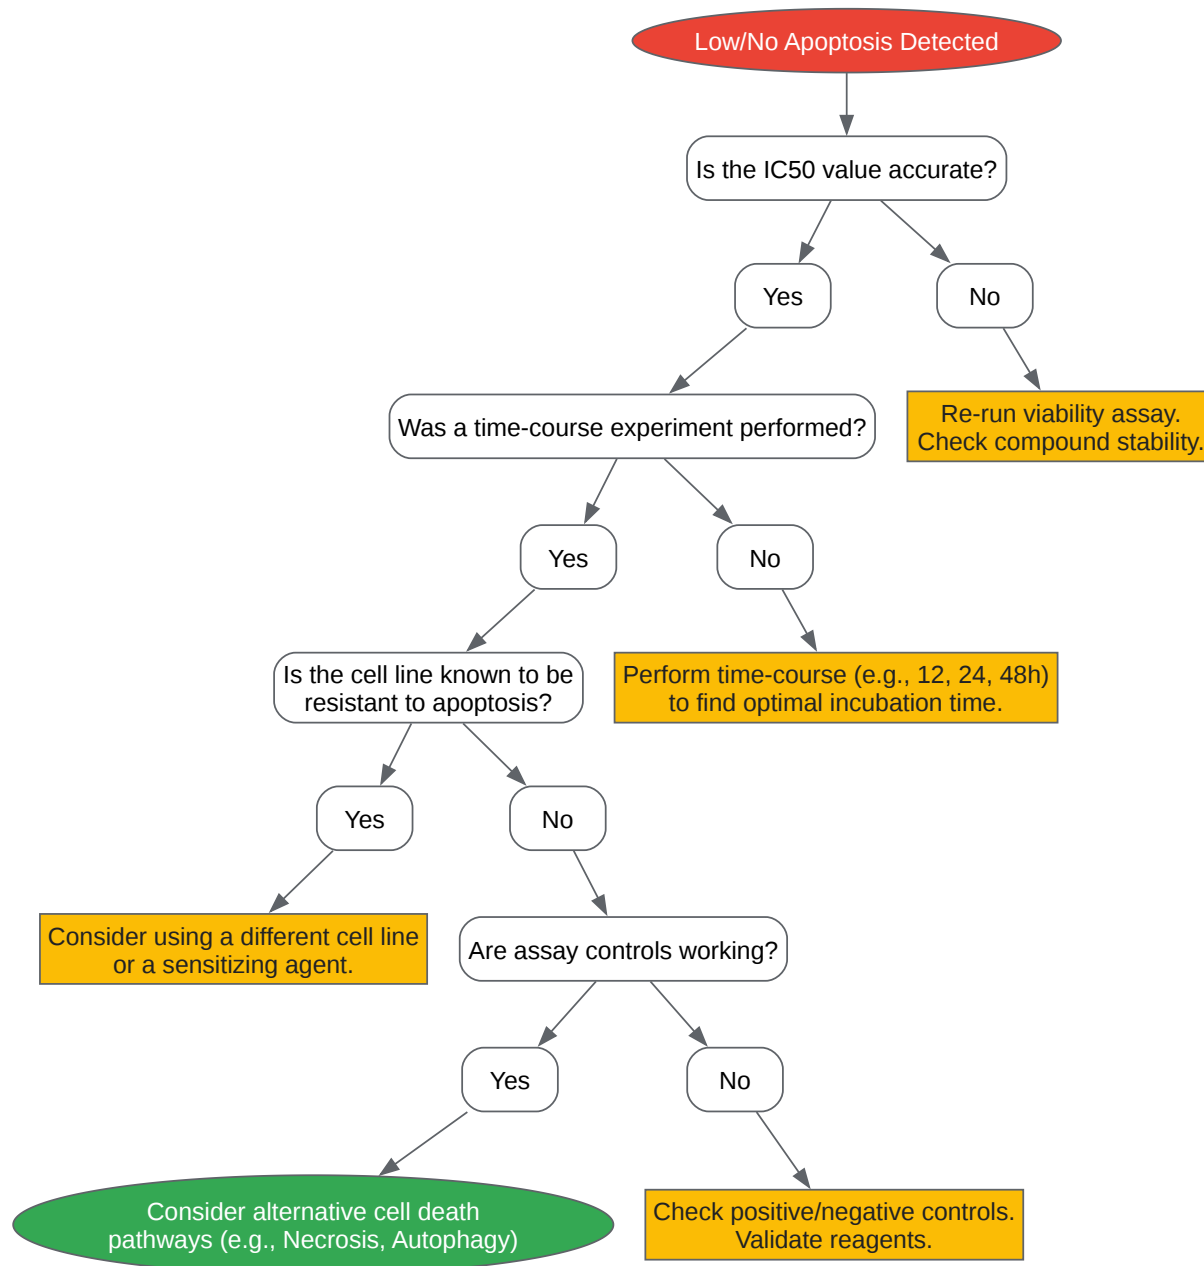 Low/No Apoptosis Detected
Is the IC50 value accurate?
Yes
No
Was a time-course experiment performed?
Re-run viability assay.
Check compound stability.
Yes
No
Is the cell line known to be
resistant to apoptosis?
Perform time-course (e.g., 12, 24, 48h)
to find optimal incubation time.
Yes
No
Consider using a different cell line
or a sensitizing agent.
Are assay controls working?
Yes
No
Consider alternative cell death
pathways (e.g., Necrosis, Autophagy)
Check positive/negative controls.
Validate reagents.